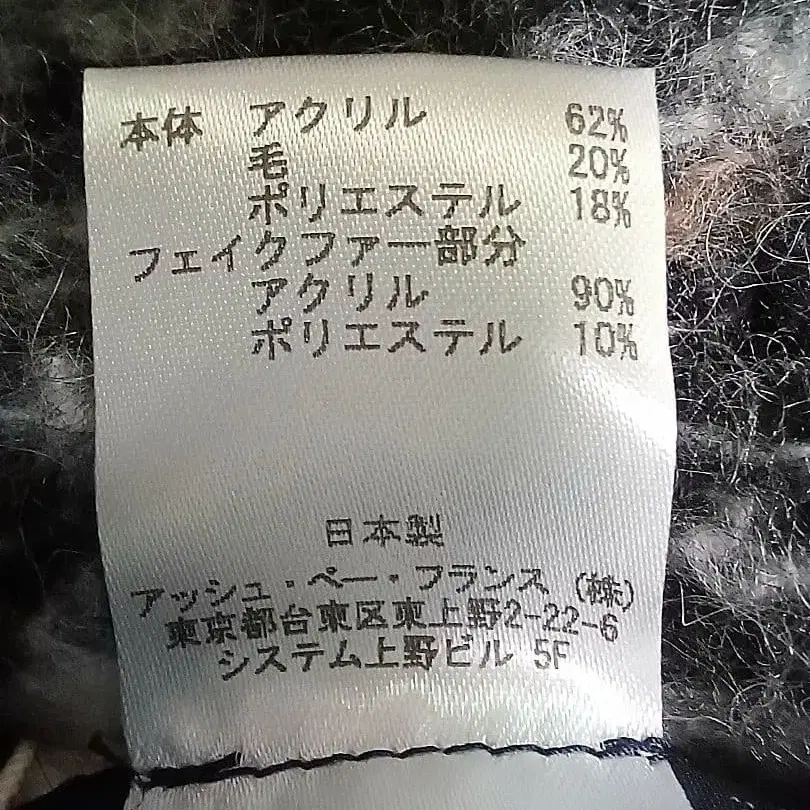 本体 アクリル 62%
毛 20%
ポリエステル 18%
フェイクファー部分
アクリル 90%
ポリエステル 10%
日本製
アッシュ・ペー・フランス (株)
東京都台東区東上野2-22-6
システム上野ビル 5F